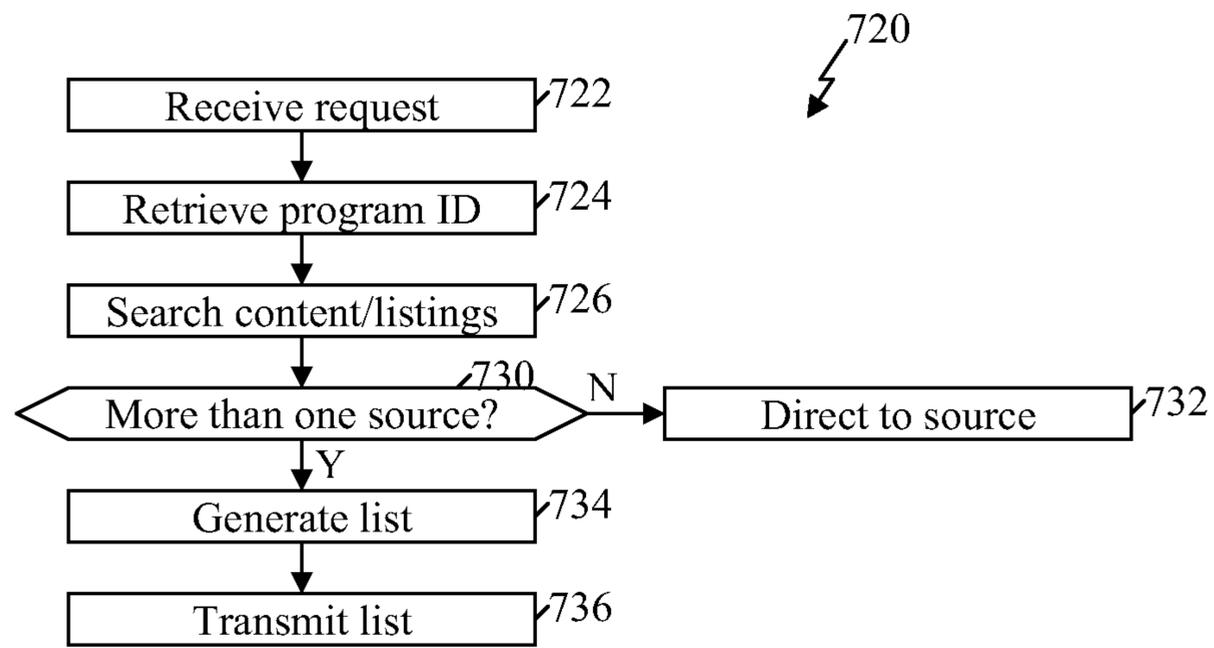 720
Receive request 722
Retrieve program ID 724
Search content/listings 726
730
More than one source? N Direct to source 732
Y
Generate list 734
Transmit list 736